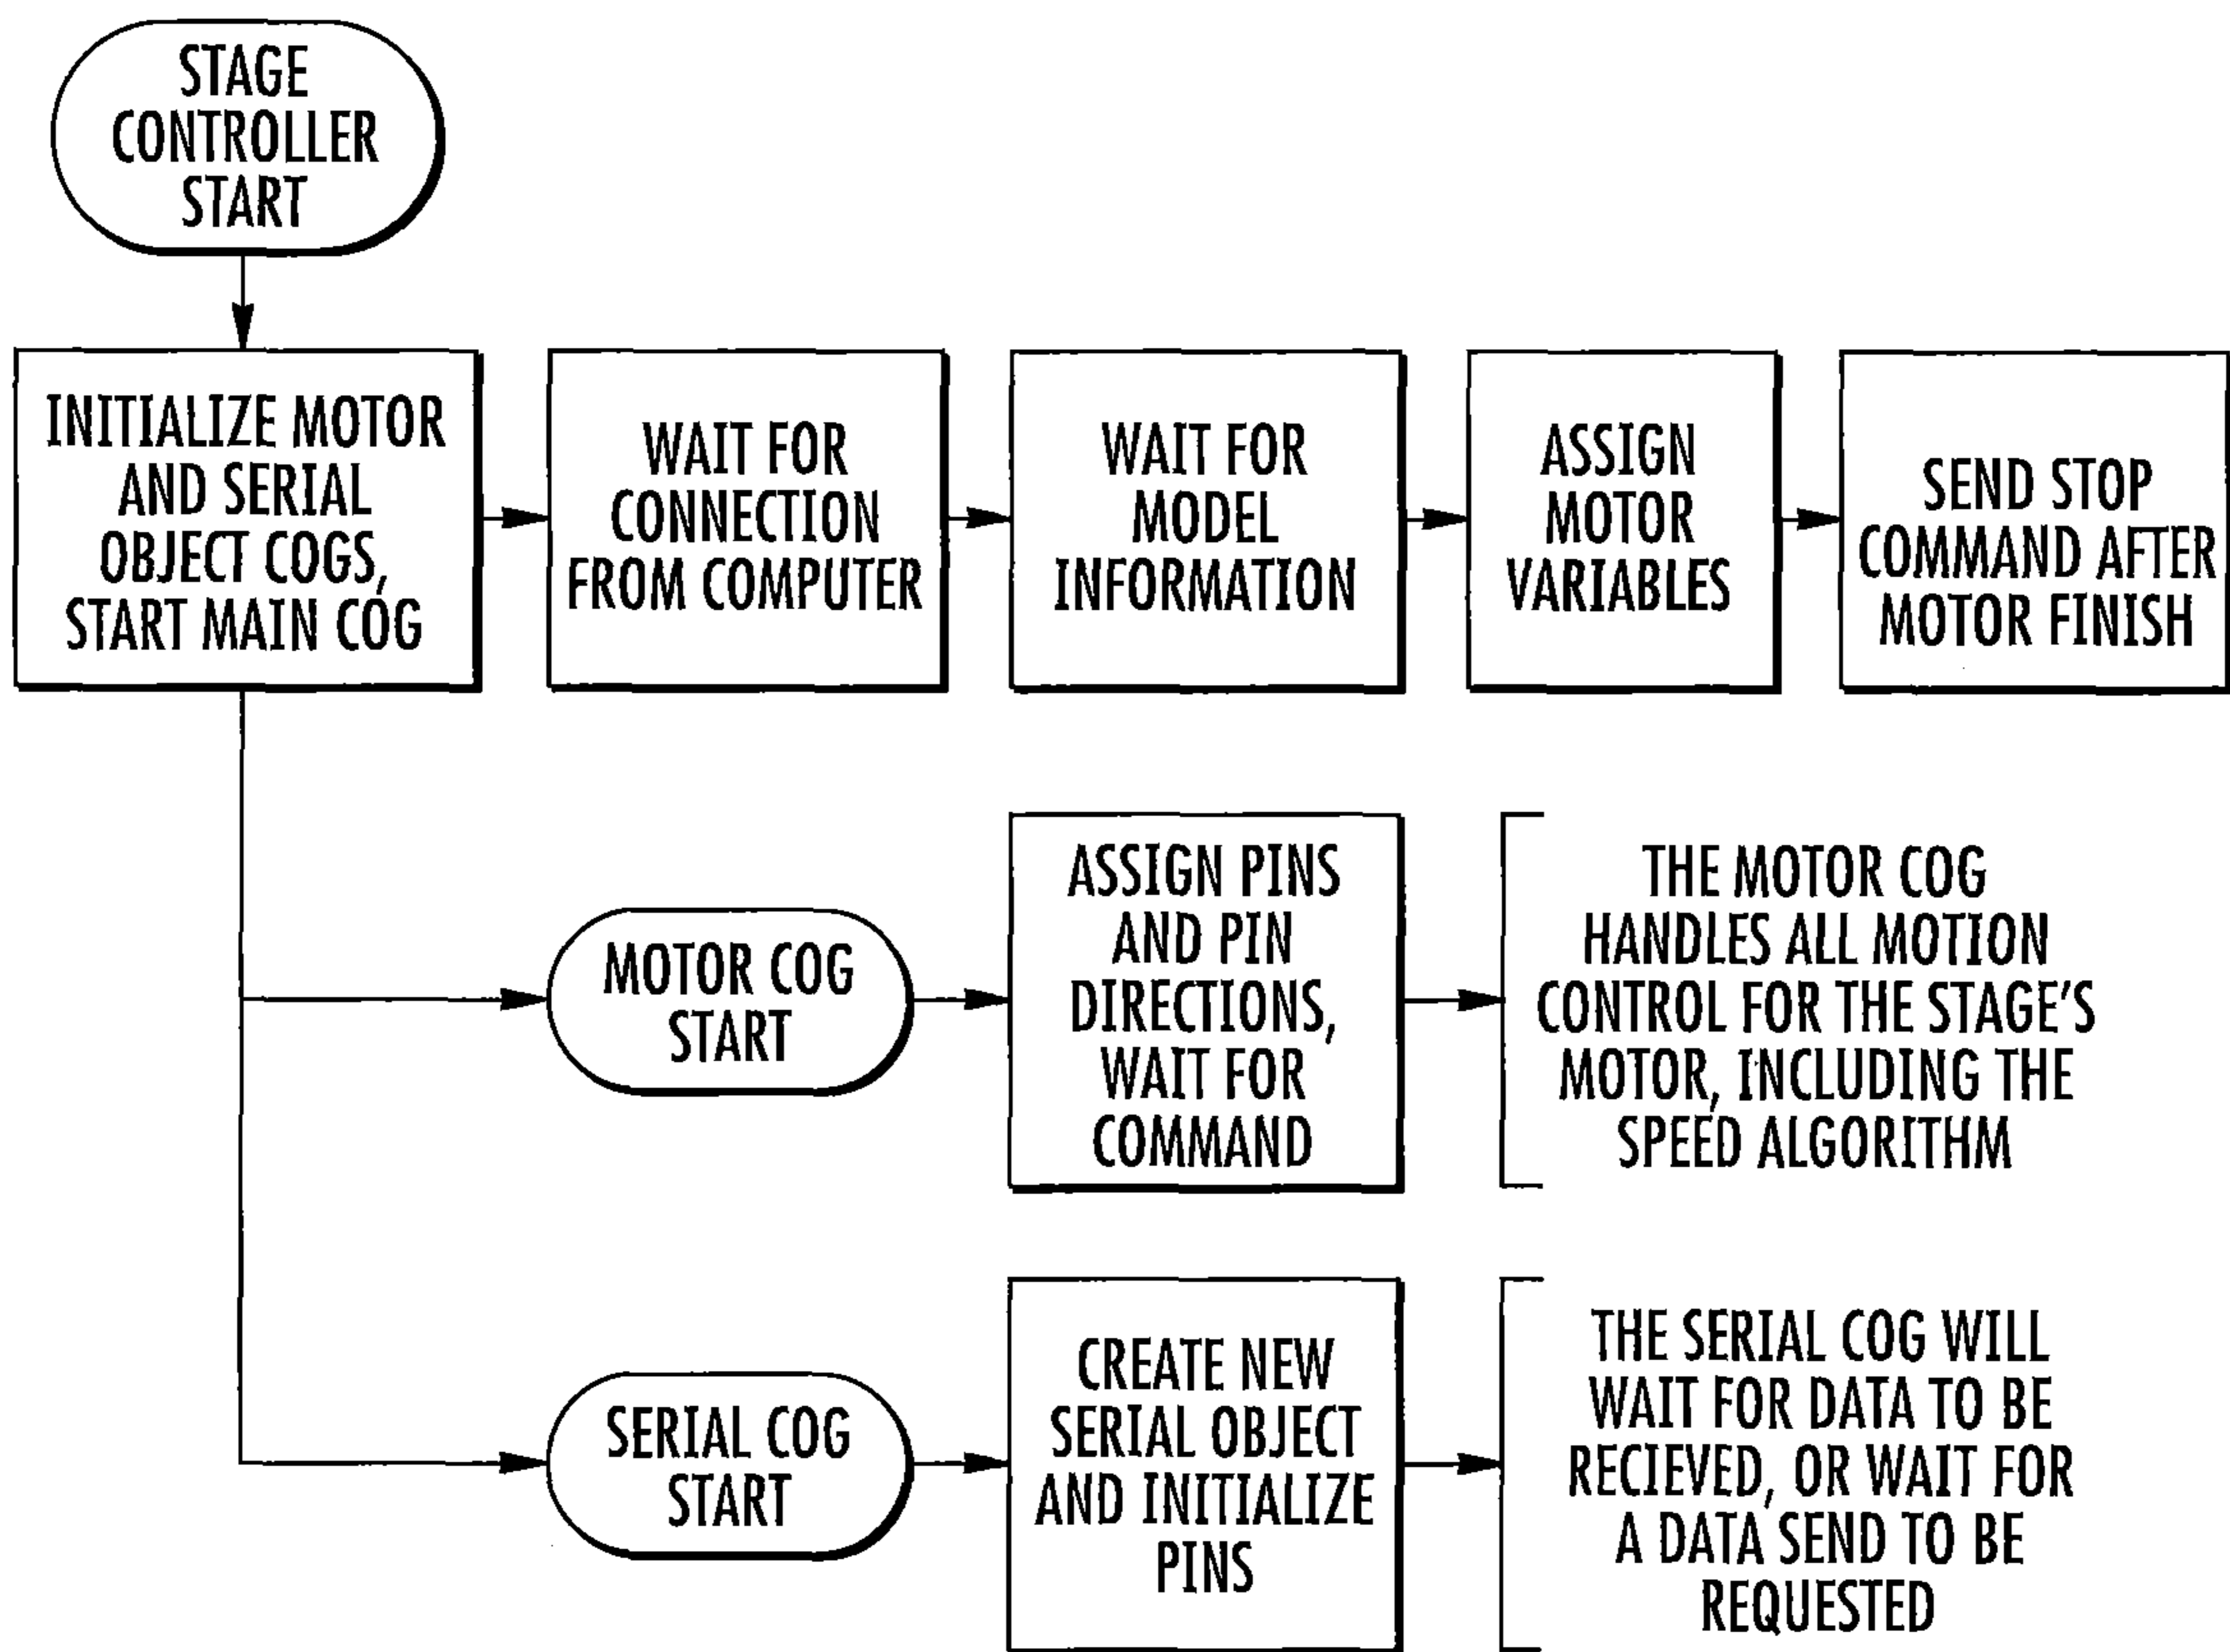 STAGE
CONTROLLER
START
INITIALIZE MOTOR
AND SERIAL
OBJECT COGS,
START MAIN COG
WAIT FOR
CONNECTION
FROM COMPUTER
WAIT FOR
MODEL
INFORMATION
ASSIGN
MOTOR
VARIABLES
SEND STOP
COMMAND AFTER
MOTOR FINISH
MOTOR COG
START
ASSIGN PINS
AND PIN
DIRECTIONS,
WAIT FOR
COMMAND
THE MOTOR COG
HANDLES ALL MOTION
CONTROL FOR THE STAGE'S
MOTOR, INCLUDING THE
SPEED ALGORITHM
SERIAL COG
START
CREATE NEW
SERIAL OBJECT
AND INITIALIZE
PINS
THE SERIAL COG WILL
WAIT FOR DATA TO BE
RECIEVED, OR WAIT FOR
A DATA SEND TO BE
REQUESTED